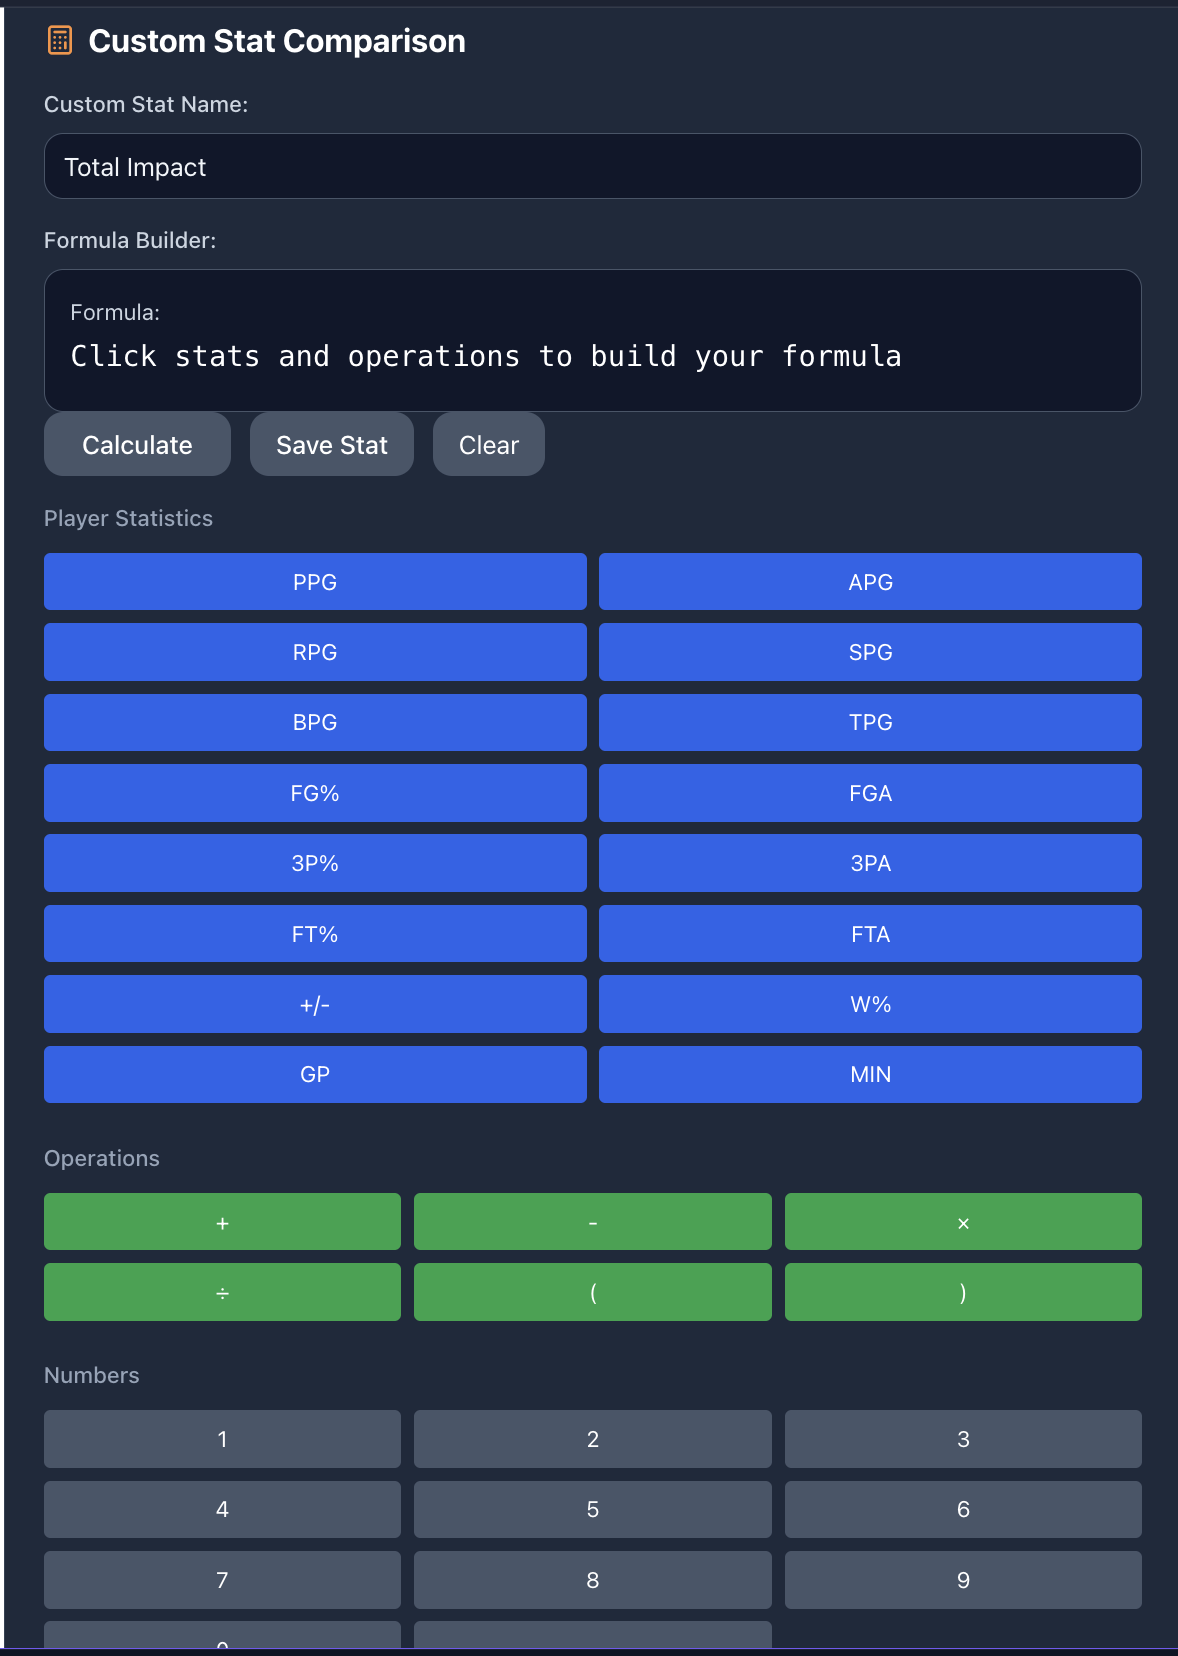 Custom Stat Comparison
Custom Stat Name:
Total Impact
Formula Builder:
Formula:
Click stats and operations to build your formula
Calculate Save Stat Clear
Player Statistics
PPG APG
RPG SPG
BPG TPG
FG% FGA
3P% 3PA
FT% FTA
+/- W%
GP MIN
Operations
+ - ×
÷ ( )
Numbers
1 2 3
4 5 6
7 8 9